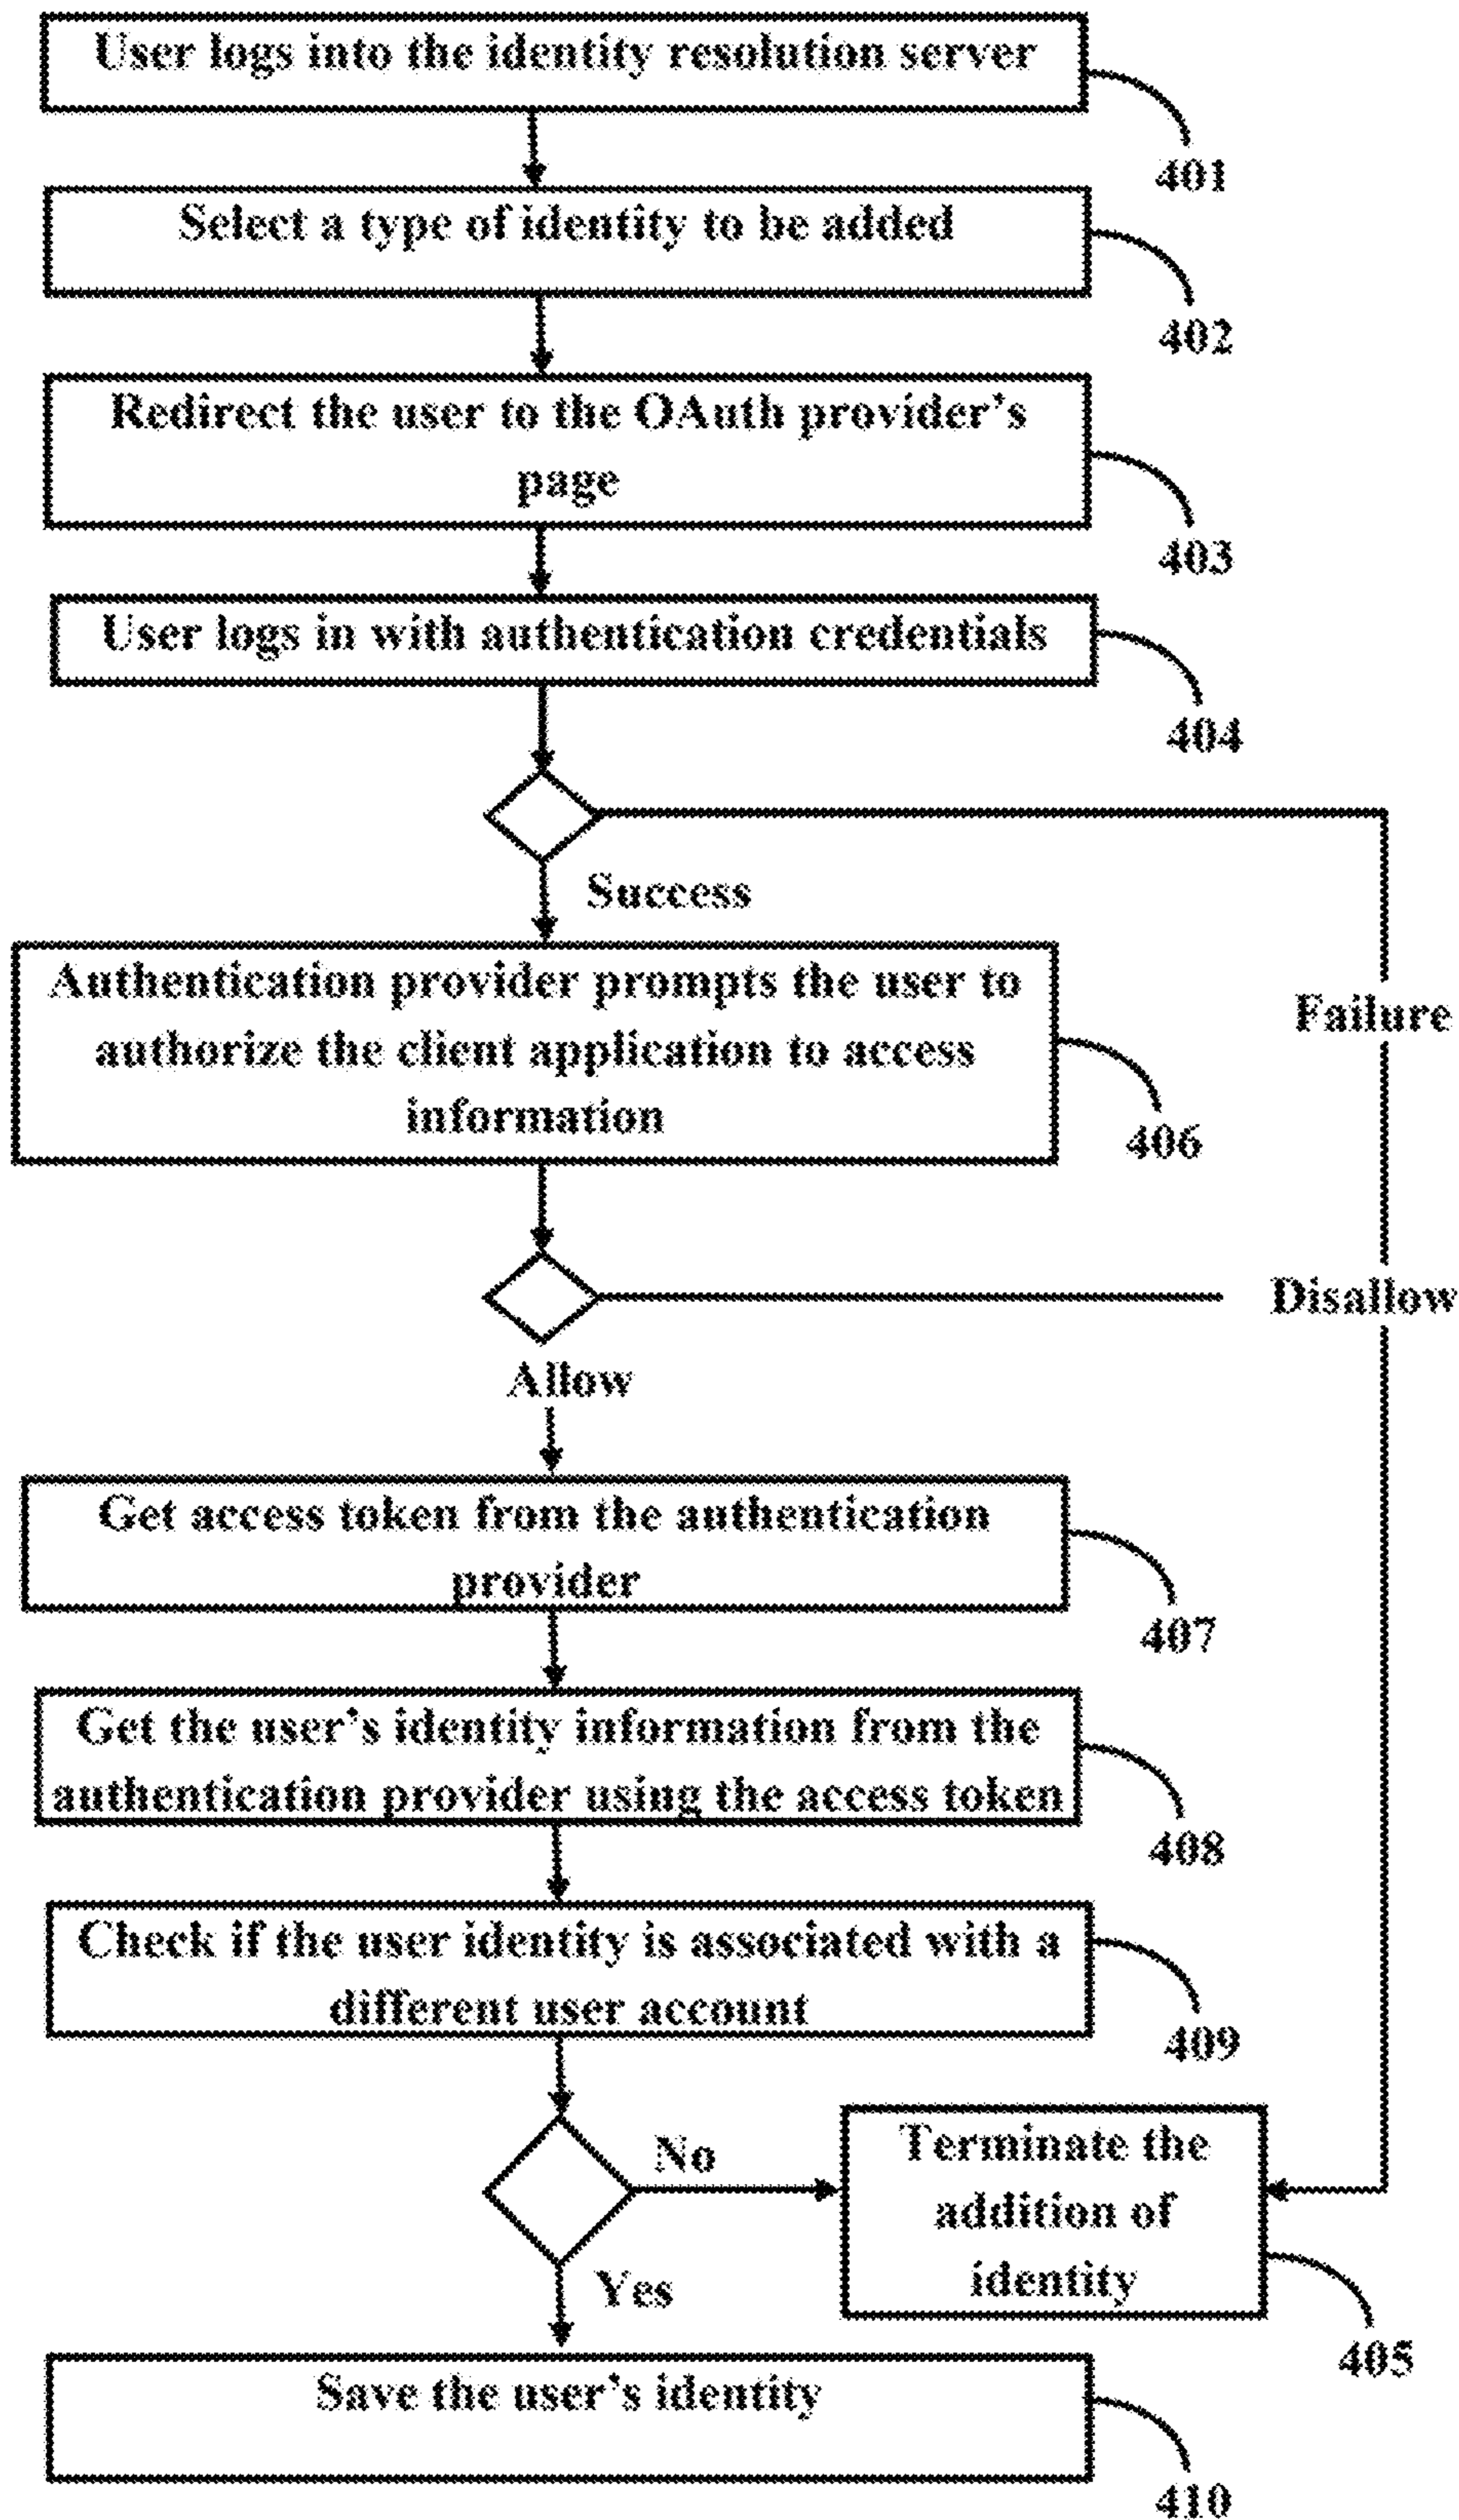 User logs into the identity resolution server
401
Select a type of identity to be added
402
Redirect the user to the OAuth provider's
page
403
User logs in with authentication credentials
404
Success
Authentication provider prompts the user to
authorize the client application to access
information
Failure
406
Disallow
Allow
Get access token from the authentication
provider
407
Get the user's identity information from the
authentication provider using the access token
408
Check if the user identity is associated with a
different user account
409
No
Terminate the
addition of
identity
Yes
405
Save the user's identity
410